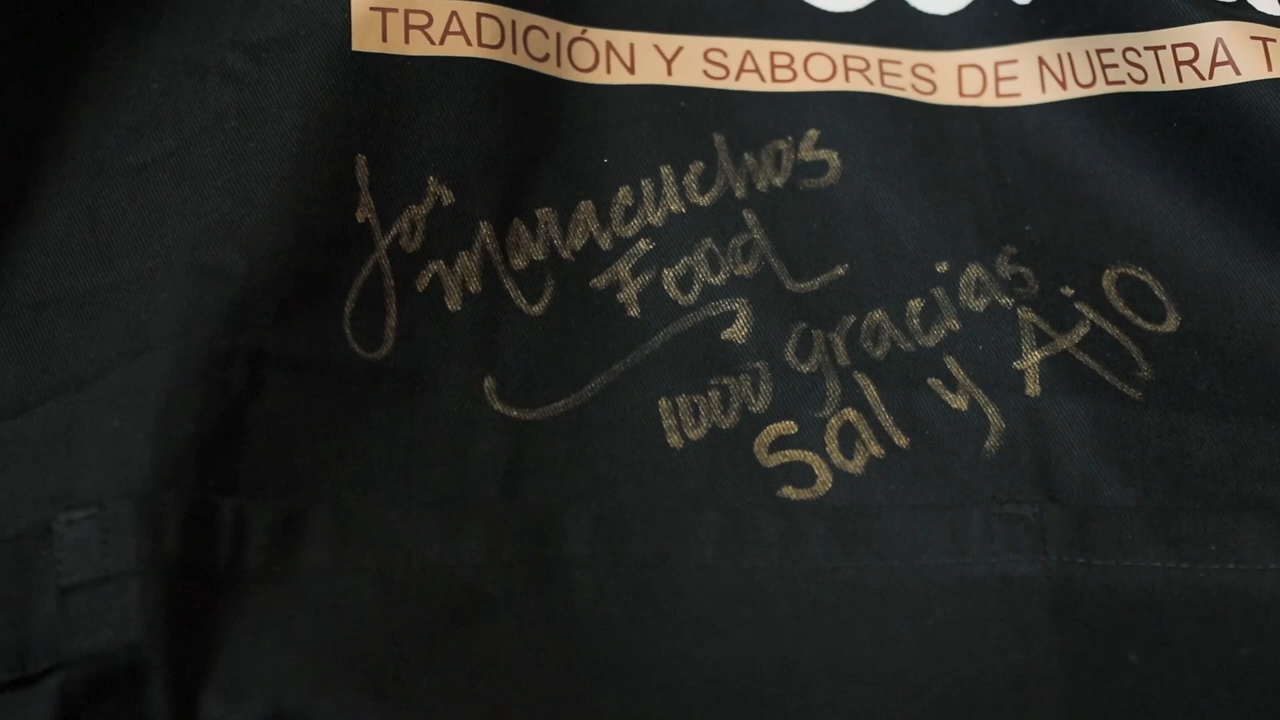 TRADICIÓN Y SABORES DE NUESTRA T
Los
Maracuchos
Food
1000 gracias
Sal y Ajo